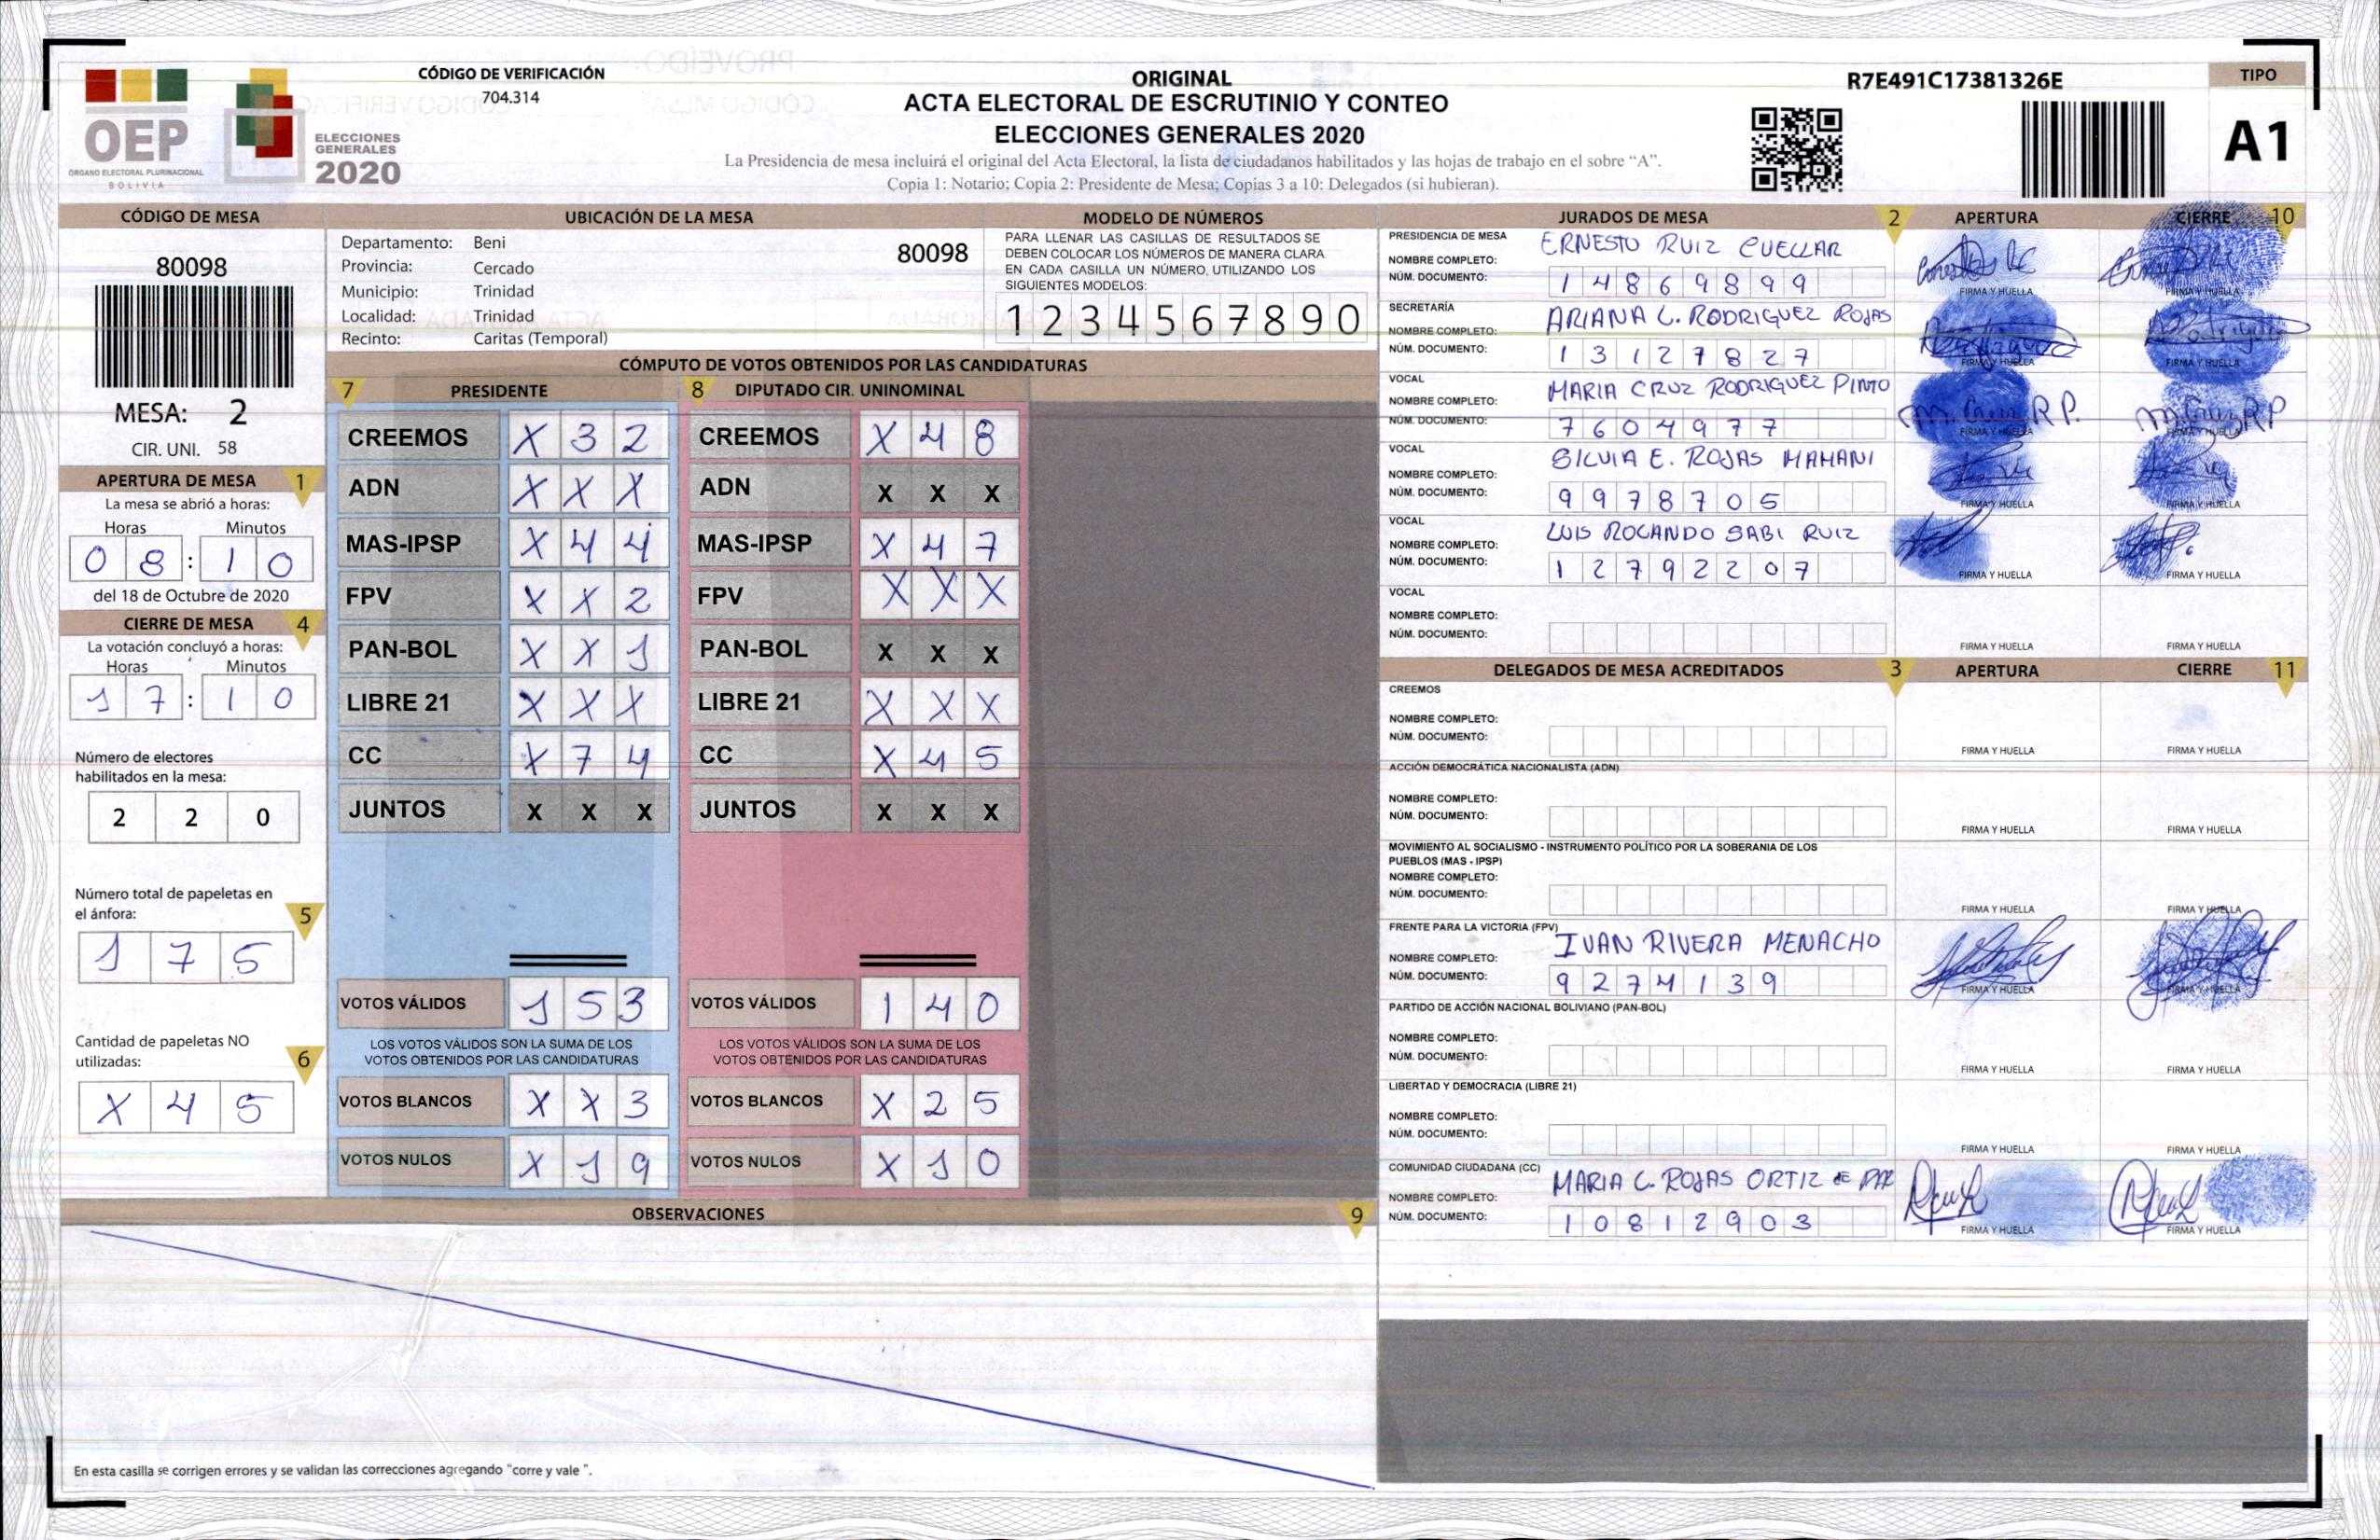 CÓDIGO DE VERIFICACIÓN
704.314
OEP
ÓRGANO ELECTORAL PLURINACIONAL
BOLIVIA
ELECCIONES
GENERALES
2020
ORIGINAL
ACTA ELECTORAL DE ESCRUTINIO Y CONTEO
ELECCIONES GENERALES 2020
La Presidencia de mesa incluirá el original del Acta Electoral, la lista de ciudadanos habilitados y las hojas de trabajo en el sobre “A”.
Copia 1: Notario; Copia 2: Presidente de Mesa; Copias 3 a 10: Delegados (si hubieran).
R7E491C17381326E
TIPO
A1
CÓDIGO DE MESA
80098
MESA: 2
CIR. UNI. 58
APERTURA DE MESA 1
La mesa se abrió a horas:
Horas Minutos
0 8 : 1 0
del 18 de Octubre de 2020
CIERRE DE MESA 4
La votación concluyó a horas:
Horas Minutos
1 7 : 1 0
Número de electores
habilitados en la mesa:
2 2 0
Número total de papeletas en
el ánfora: 5
1 7 5
Cantidad de papeletas NO
utilizadas: 6
X 4 5
UBICACIÓN DE LA MESA
Departamento: Beni
Provincia: Cercado
Municipio: Trinidad
Localidad: Trinidad
Recinto: Caritas (Temporal)
80098
MODELO DE NÚMEROS
PARA LLENAR LAS CASILLAS DE RESULTADOS SE
DEBEN COLOCAR LOS NÚMEROS DE MANERA CLARA
EN CADA CASILLA UN NÚMERO, UTILIZANDO LOS
SIGUIENTES MODELOS:
1 2 3 4 5 6 7 8 9 0
CÓMPUTO DE VOTOS OBTENIDOS POR LAS CANDIDATURAS
7 PRESIDENTE
CREEMOS X 3 2
ADN X X X
MAS-IPSP X 4 4
FPV X X 2
PAN-BOL X X 1
LIBRE 21 X X X
CC X 7 4
JUNTOS X X X
VOTOS VÁLIDOS 1 5 3
LOS VOTOS VÁLIDOS SON LA SUMA DE LOS
VOTOS OBTENIDOS POR LAS CANDIDATURAS
VOTOS BLANCOS X X 3
VOTOS NULOS X 1 9
8 DIPUTADO CIR. UNINOMINAL
CREEMOS X 4 8
ADN X X X
MAS-IPSP X 4 7
FPV X X X
PAN-BOL X X X
LIBRE 21 X X X
CC X 4 5
JUNTOS X X X
VOTOS VÁLIDOS 1 4 0
LOS VOTOS VÁLIDOS SON LA SUMA DE LOS
VOTOS OBTENIDOS POR LAS CANDIDATURAS
VOTOS BLANCOS X 2 5
VOTOS NULOS X 1 0
OBSERVACIONES 9
En esta casilla se corrigen errores y se validan las correcciones agregando "corre y vale ".
JURADOS DE MESA 2 APERTURA CIERRE 10
PRESIDENCIA DE MESA
NOMBRE COMPLETO: ERNESTO RUIZ CUELLAR
NÚM. DOCUMENTO: 1 4 8 6 9 8 9 9
FIRMA Y HUELLA FIRMA Y HUELLA
SECRETARÍA
NOMBRE COMPLETO: ARIANA C. RODRIGUEZ ROJAS
NÚM. DOCUMENTO: 1 3 1 2 7 8 2 7
FIRMA Y HUELLA FIRMA Y HUELLA
VOCAL
NOMBRE COMPLETO: MARIA CRUZ RODRIGUEZ PINTO
NÚM. DOCUMENTO: 7 6 0 4 9 7 7
FIRMA Y HUELLA FIRMA Y HUELLA
VOCAL
NOMBRE COMPLETO: SILVIA E. ROJAS MAMANI
NÚM. DOCUMENTO: 9 9 7 8 7 0 5
FIRMA Y HUELLA FIRMA Y HUELLA
VOCAL
NOMBRE COMPLETO: LUIS ROLANDO SABI RUIZ
NÚM. DOCUMENTO: 1 2 7 9 2 2 0 7
FIRMA Y HUELLA FIRMA Y HUELLA
VOCAL
NOMBRE COMPLETO:
NÚM. DOCUMENTO:
FIRMA Y HUELLA FIRMA Y HUELLA
DELEGADOS DE MESA ACREDITADOS 3 APERTURA CIERRE 11
CREEMOS
NOMBRE COMPLETO:
NÚM. DOCUMENTO:
FIRMA Y HUELLA FIRMA Y HUELLA
ACCIÓN DEMOCRÁTICA NACIONALISTA (ADN)
NOMBRE COMPLETO:
NÚM. DOCUMENTO:
FIRMA Y HUELLA FIRMA Y HUELLA
MOVIMIENTO AL SOCIALISMO - INSTRUMENTO POLÍTICO POR LA SOBERANIA DE LOS
PUEBLOS (MAS - IPSP)
NOMBRE COMPLETO:
NÚM. DOCUMENTO:
FIRMA Y HUELLA FIRMA Y HUELLA
FRENTE PARA LA VICTORIA (FPV)
NOMBRE COMPLETO: IVAN RIVERA MENACHO
NÚM. DOCUMENTO: 9 2 7 4 1 3 9
FIRMA Y HUELLA FIRMA Y HUELLA
PARTIDO DE ACCIÓN NACIONAL BOLIVIANO (PAN-BOL)
NOMBRE COMPLETO:
NÚM. DOCUMENTO:
FIRMA Y HUELLA FIRMA Y HUELLA
LIBERTAD Y DEMOCRACIA (LIBRE 21)
NOMBRE COMPLETO:
NÚM. DOCUMENTO:
FIRMA Y HUELLA FIRMA Y HUELLA
COMUNIDAD CIUDADANA (CC)
NOMBRE COMPLETO: MARIA C. ROJAS ORTIZ de
NÚM. DOCUMENTO: 1 0 8 1 2 9 0 3
FIRMA Y HUELLA FIRMA Y HUELLA